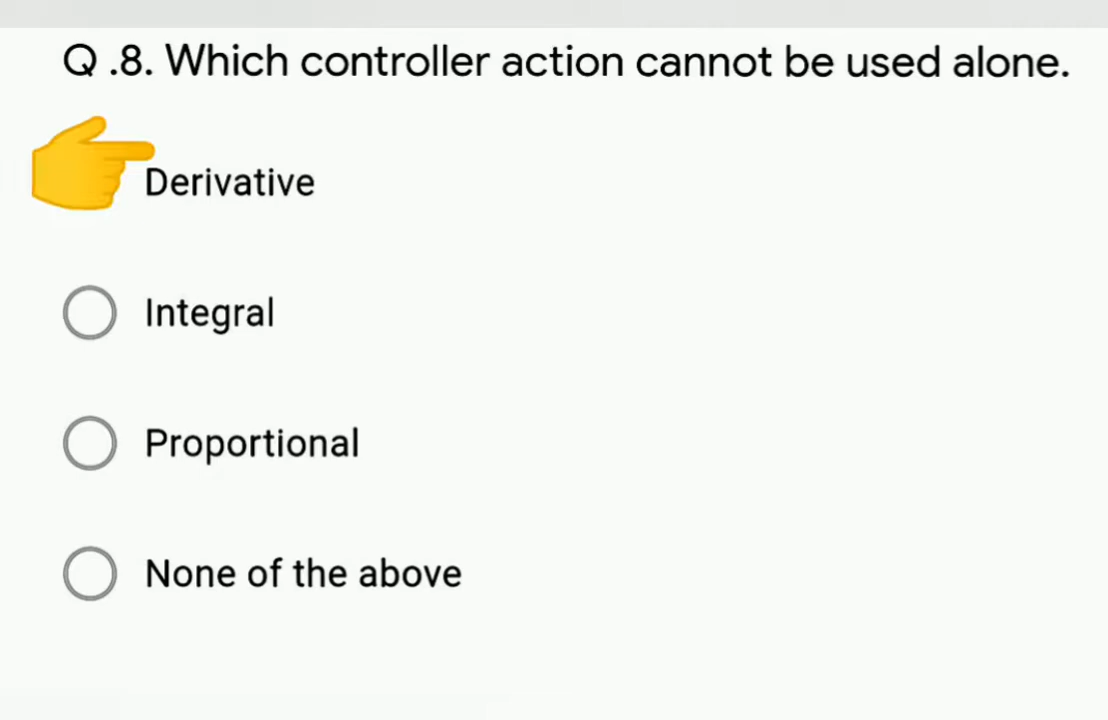 Q .8. Which controller action cannot be used alone.
Derivative
Integral
Proportional
None of the above